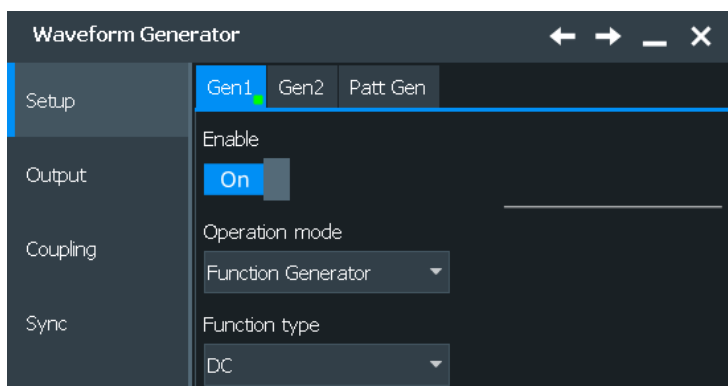 Waveform Generator
Setup
Output
Coupling
Sync
Gen1 Gen2 Patt Gen
Enable
On
Operation mode
Function Generator
Function type
DC